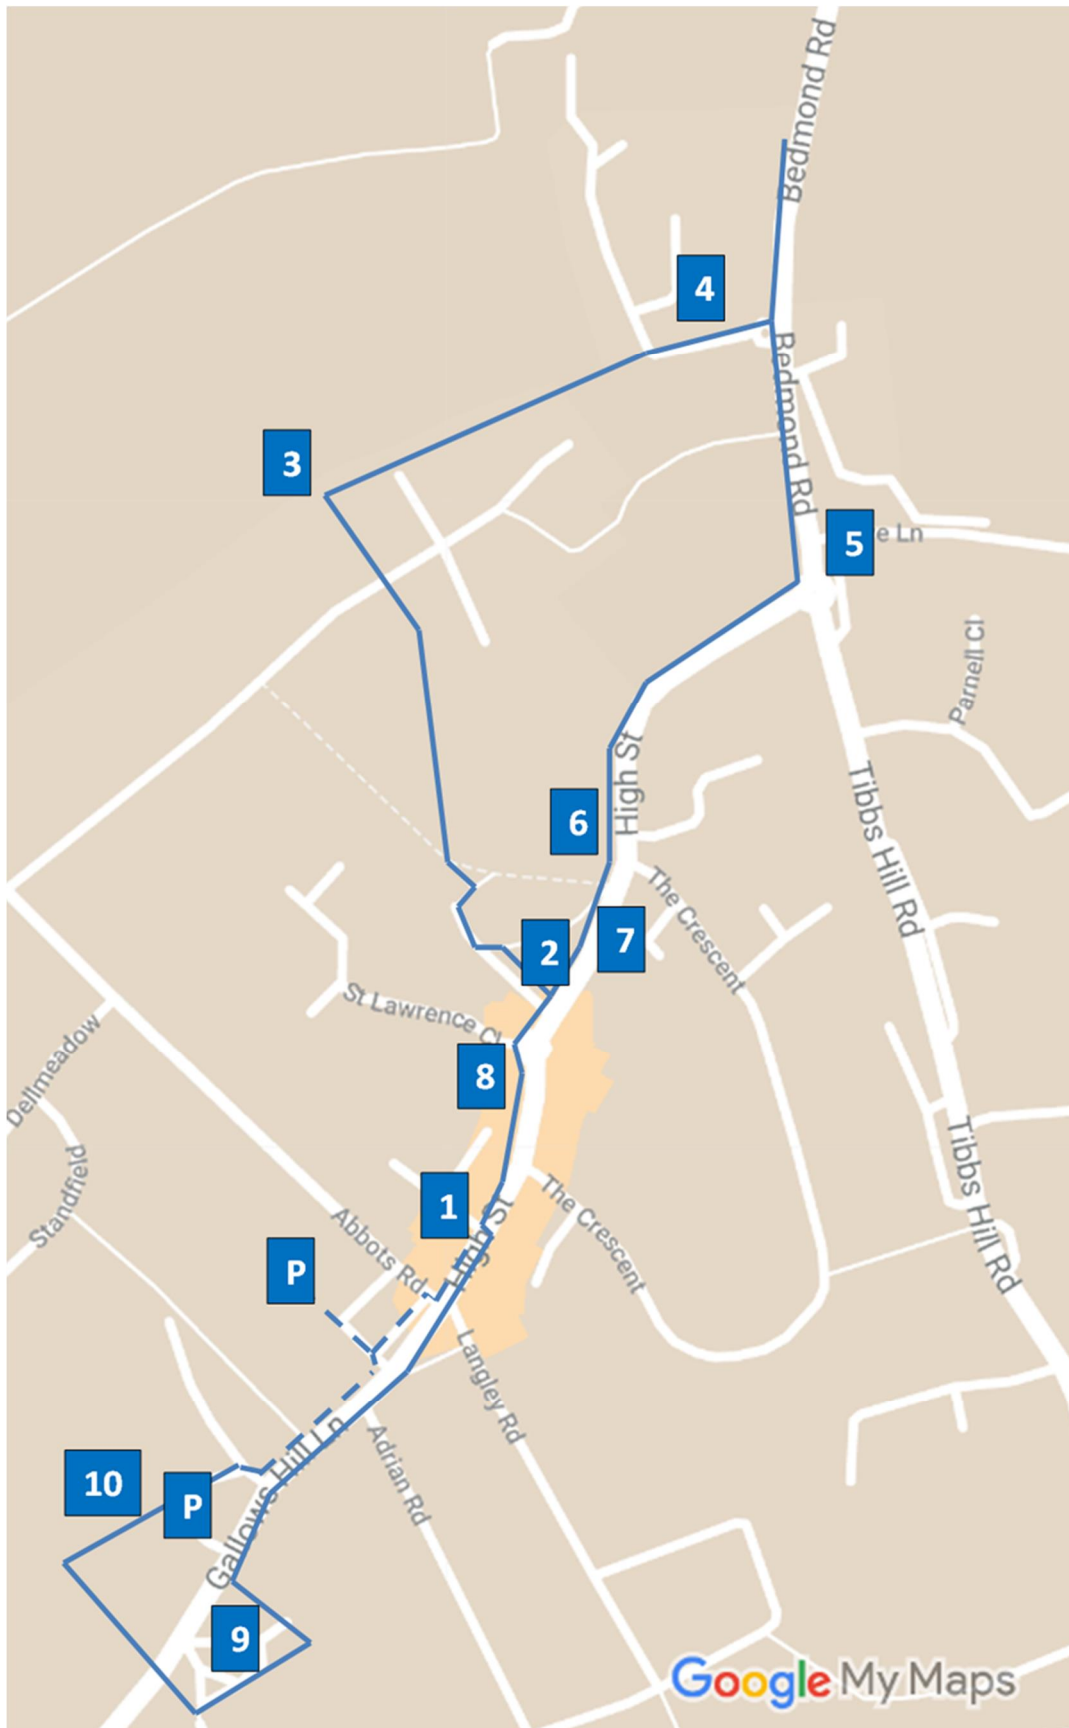 Bedmond Rd
4
Bedmond Rd
3
5
e Ln
Parnell Cl
High St
6
Tibbs Hill Rd
The Crescent
7
2
St Lawrence Cl
8
Dellmeadow
Standfield
1
High St
Abbots Rd
The Crescent
Tibbs Hill Rd
P
Langley Rd
Adrian Rd
Gallows Hill Ln
10
P
9
Google My Maps